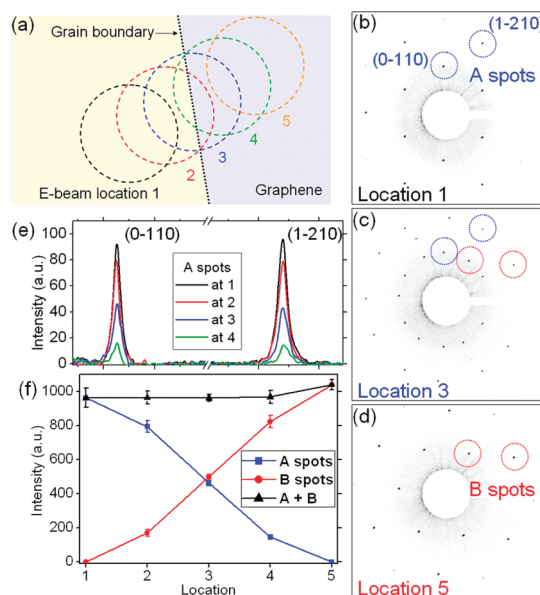 (a)
Grain boundary
2
3
4
5
E-beam location 1
Graphene
(b)
(1-210)
(0-110)
A spots
Location 1
(c)
Location 3
(d)
B spots
Location 5
(e)
(0-110)
(1-210)
A spots
at 1
at 2
at 3
at 4
Intensity (a.u.)
100
80
60
40
20
0
(f)
Intensity (a.u.)
1000
800
600
400
200
0
A spots
B spots
A + B
1 2 3 4 5
Location